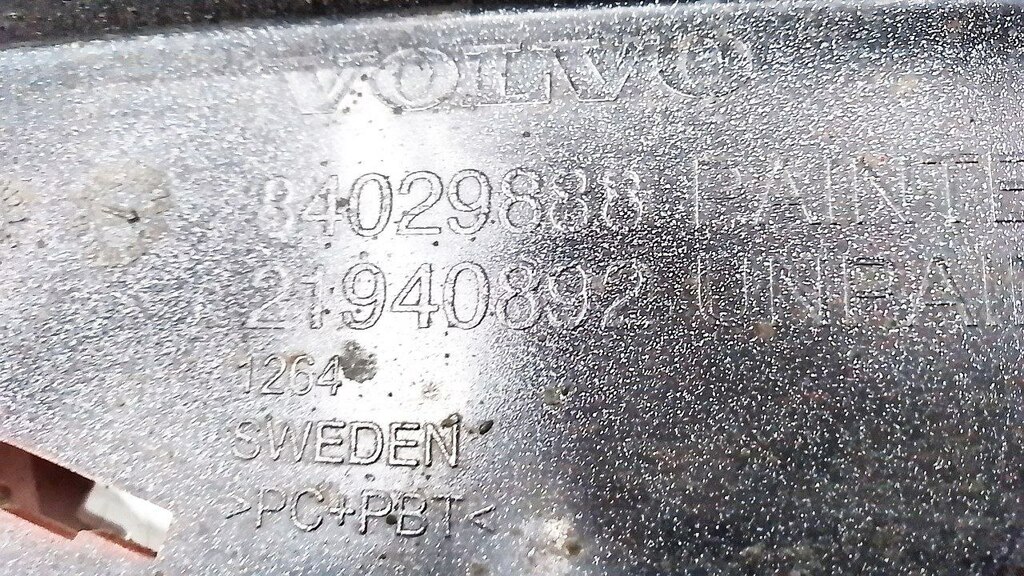 VOLVO
84029888 PAINTE
21940892 UNPAI
1264
SWEDEN
>PC+PBT<